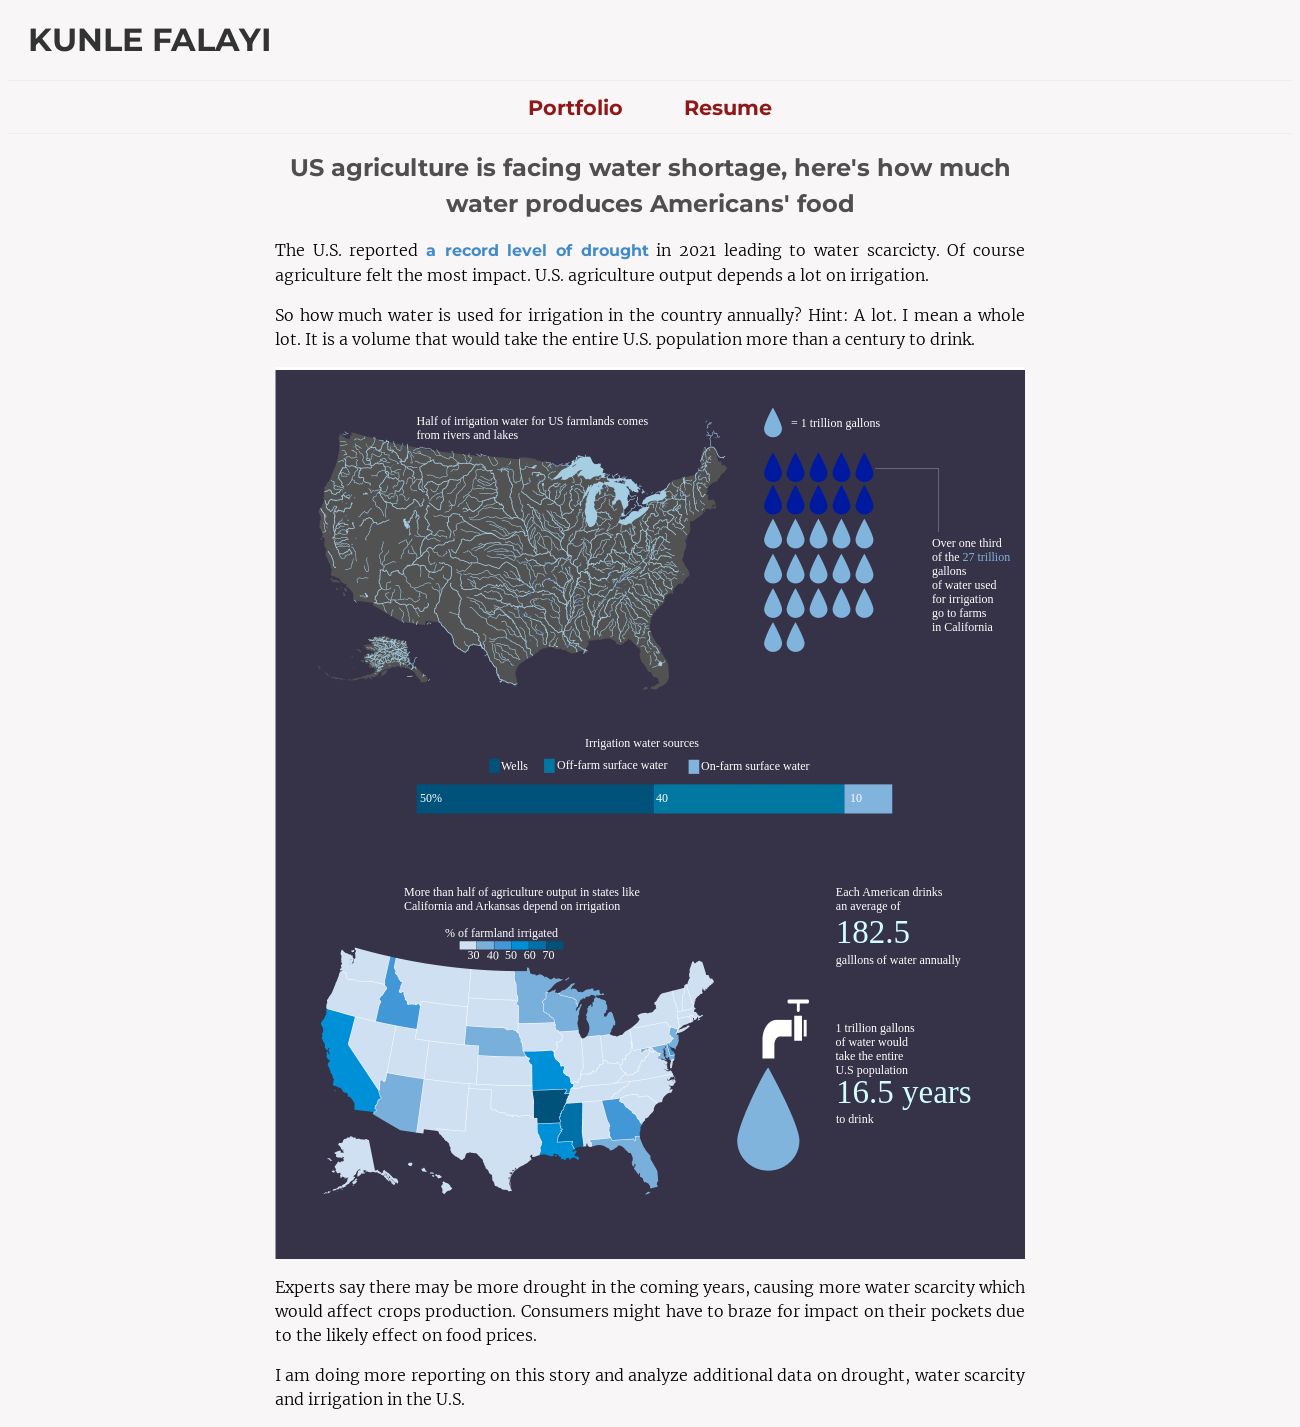 KUNLE FALAYI
Portfolio
Resume
US agriculture is facing water shortage, here's how much
water produces Americans' food
The U.S. reported a record level of drought in 2021 leading to water scarcicty. Of course
agriculture felt the most impact. U.S. agriculture output depends a lot on irrigation.
So how much water is used for irrigation in the country annually? Hint: A lot. I mean a whole
lot. It is a volume that would take the entire U.S. population more than a century to drink.
Half of irrigation water for US farmlands comes
from rivers and lakes
= 1 trillion gallons
Over one third
of the 27 trillion
gallons
of water used
for irrigation
go to farms
in California
Irrigation water sources
Wells
Off-farm surface water
On-farm surface water
50%
40
10
More than half of agriculture output in states like
California and Arkansas depend on irrigation
% of farmland irrigated
30 40 50 60 70
Each American drinks
an average of
182.5
galllons of water annually
1 trillion gallons
of water would
take the entire
U.S population
16.5 years
to drink
Experts say there may be more drought in the coming years, causing more water scarcity which
would affect crops production. Consumers might have to braze for impact on their pockets due
to the likely effect on food prices.
I am doing more reporting on this story and analyze additional data on drought, water scarcity
and irrigation in the U.S.